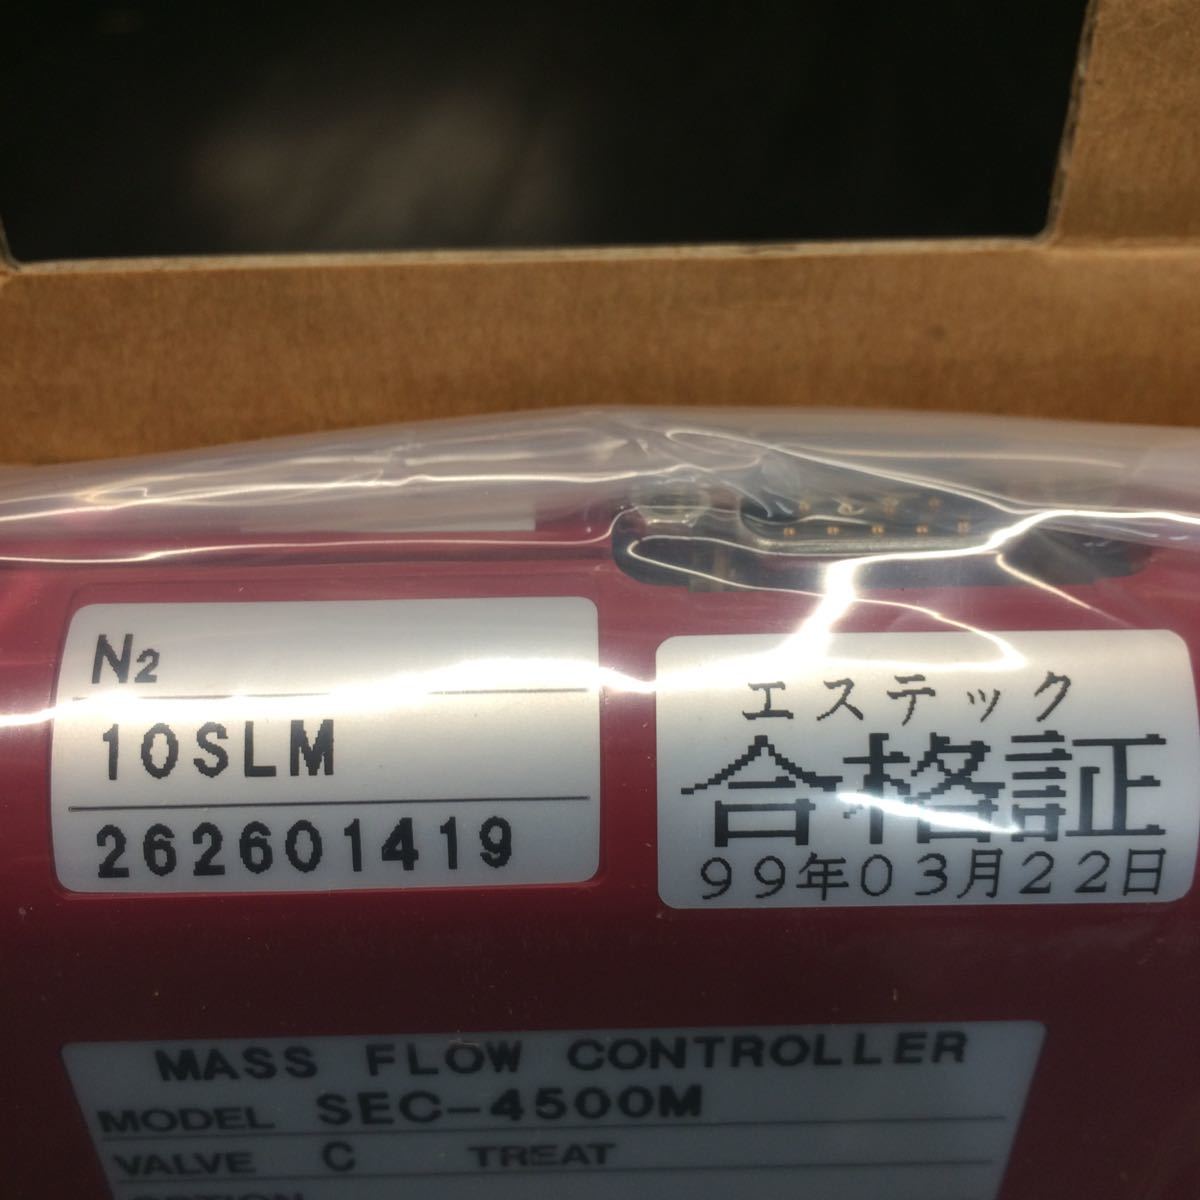 N2
10SLM
262601419
エステック
合格証
99年03月22日
MASS FLOW CONTROLLER
MODEL SEC-4500M
VALVE C TREAT
OPTION